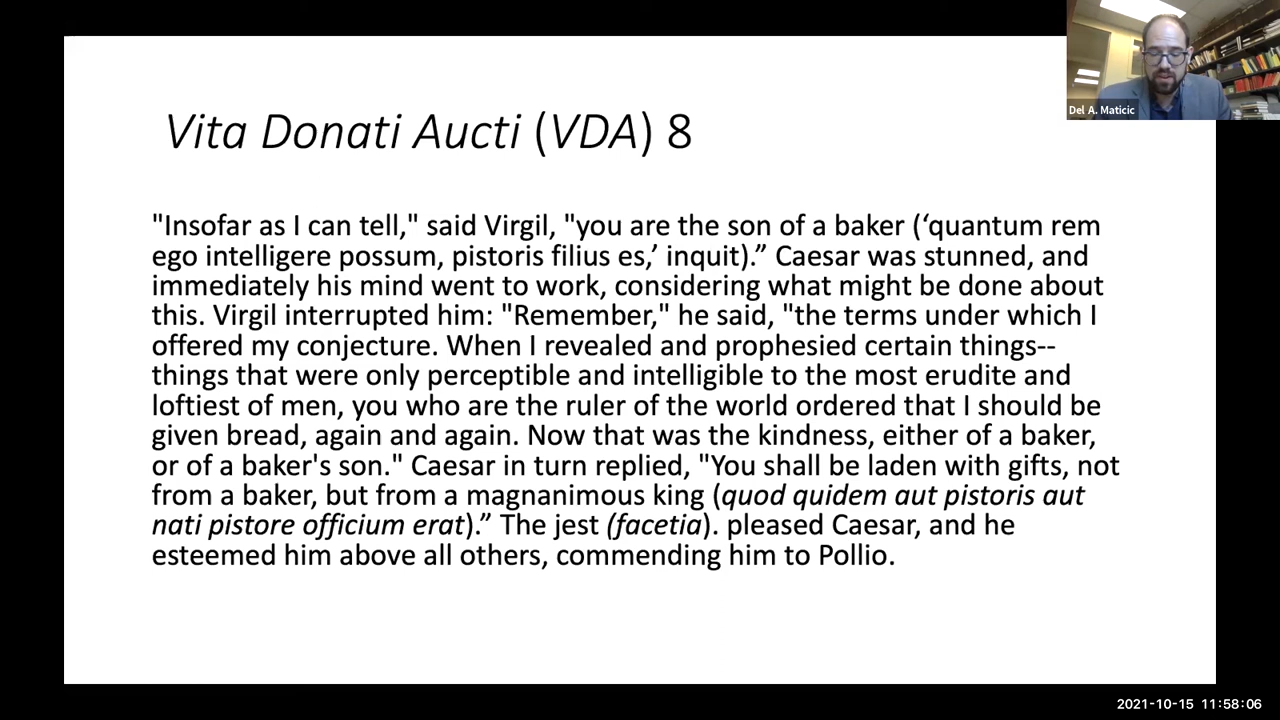 Del A. Maticic
Vita Donati Aucti (VDA) 8
"Insofar as I can tell," said Virgil, "you are the son of a baker (‘quantum rem
ego intelligere possum, pistoris filius es,’ inquit).” Caesar was stunned, and
immediately his mind went to work, considering what might be done about
this. Virgil interrupted him: "Remember," he said, "the terms under which I
offered my conjecture. When I revealed and prophesied certain things--
things that were only perceptible and intelligible to the most erudite and
loftiest of men, you who are the ruler of the world ordered that I should be
given bread, again and again. Now that was the kindness, either of a baker,
or of a baker's son." Caesar in turn replied, "You shall be laden with gifts, not
from a baker, but from a magnanimous king (quod quidem aut pistoris aut
nati pistore officium erat).” The jest (facetia). pleased Caesar, and he
esteemed him above all others, commending him to Pollio.
2021-10-15 11:58:06